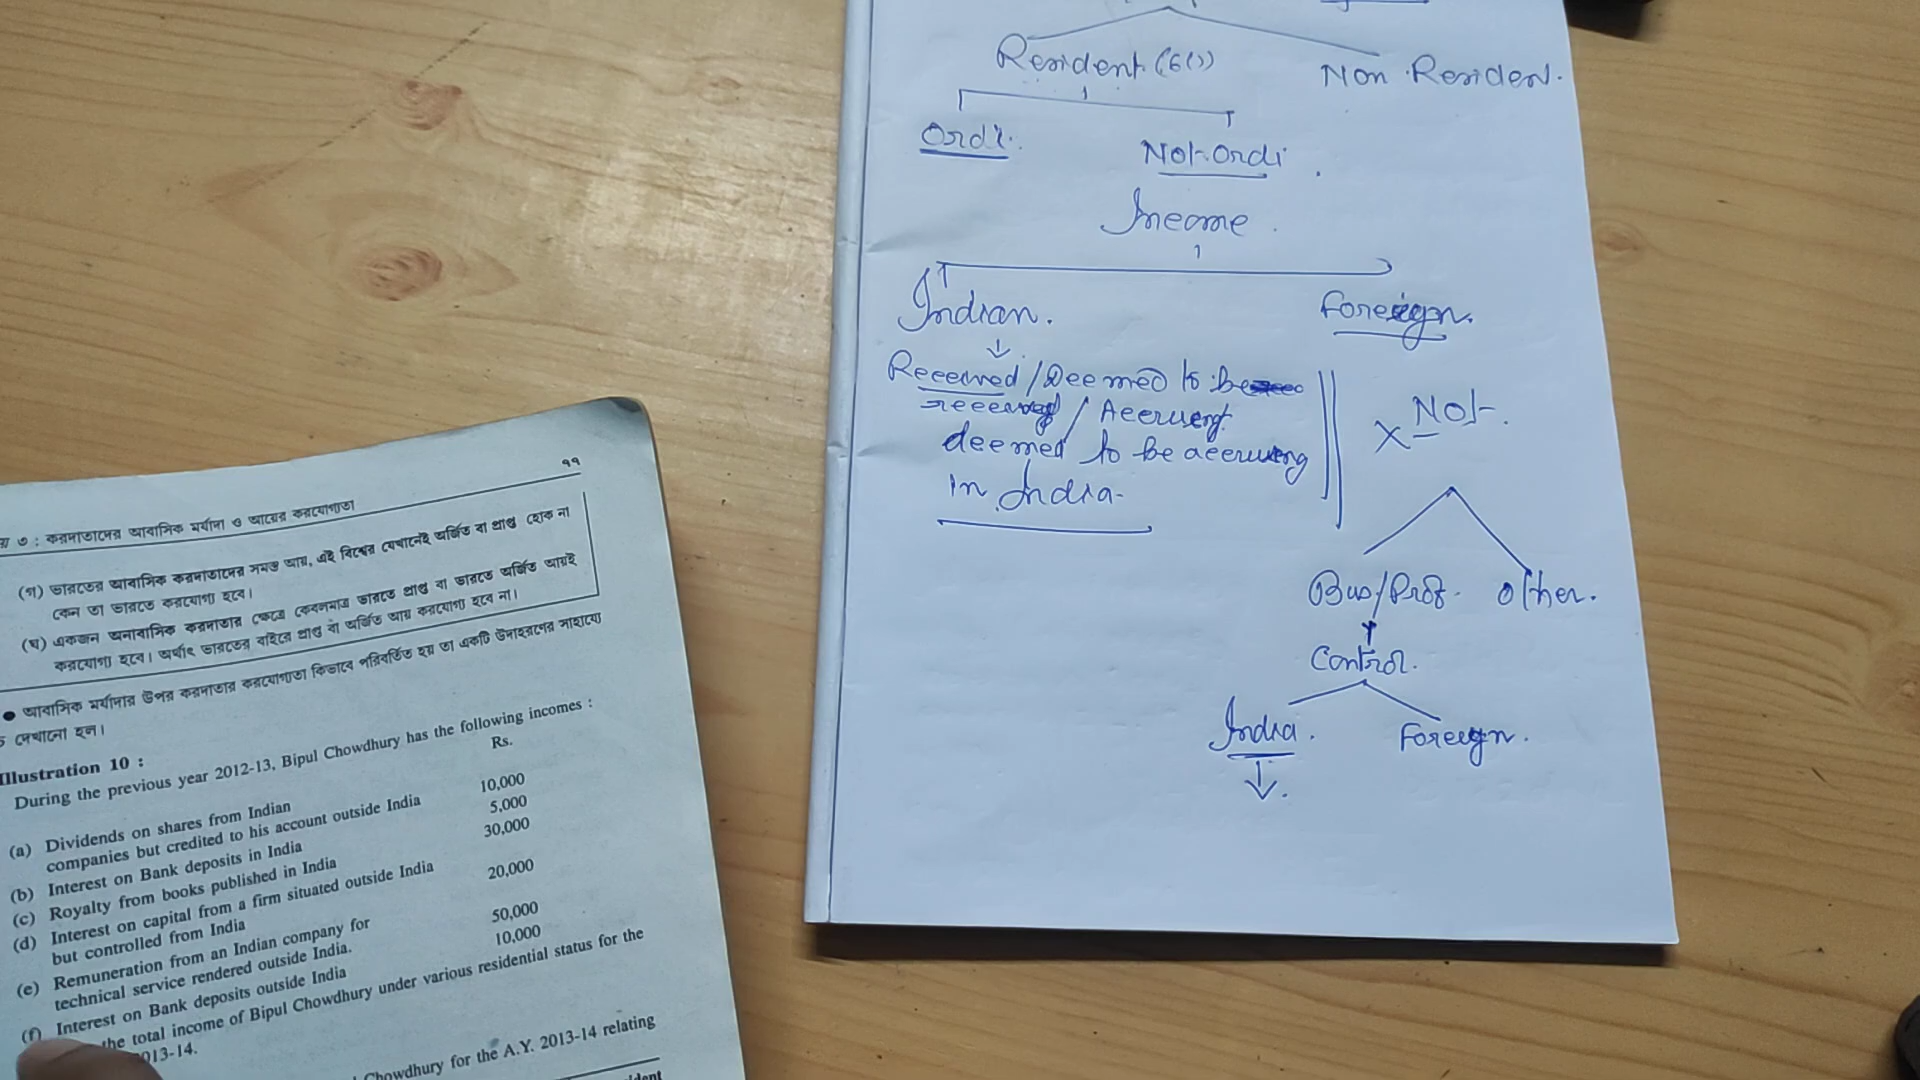 Resident (6(1))
Non Residen.
Ordi.
Not-Ordi.
Income.
Indian.
Foreign.
Received / Deemed to be
received / Accruent
deemed to be accruing
in India-
x Not-
Bus/Prof. other.
Control.
India. Foreign.
১১
৩ : করদাতাদের আবাসিক মর্যাদা ও আয়ের করযোগ্যতা
(গ) ভারতের আবাসিক করদাতাদের সমস্ত আয়, এই বিশ্বের যেখানেই অর্জিত বা প্রাপ্ত হোক না
কেন তা ভারতে করযোগ্য হবে।
(ঘ) একজন অনাবাসিক করদাতার ক্ষেত্রে কেবলমাত্র ভারতে প্রাপ্ত বা ভারতে অর্জিত আয়ই
করযোগ্য হবে। অর্থাৎ ভারতের বাইরে প্রাপ্ত বা অর্জিত আয় করযোগ্য হবে না।
● আবাসিক মর্যাদার উপর করদাতার করযোগ্যতা কিভাবে পরিবর্তিত হয় তা একটি উদাহরণের সাহায্যে
দেখানো হল।
Illustration 10 :
During the previous year 2012-13, Bipul Chowdhury has the following incomes :
Rs.
(a) Dividends on shares from Indian
companies but credited to his account outside India 10,000
(b) Interest on Bank deposits in India 5,000
(c) Royalty from books published in India 30,000
(d) Interest on capital from a firm situated outside India
but controlled from India 20,000
(e) Remuneration from an Indian company for
technical service rendered outside India. 50,000
(f) Interest on Bank deposits outside India 10,000
the total income of Bipul Chowdhury under various residential status for the
013-14.
Chowdhury for the A.Y. 2013-14 relating